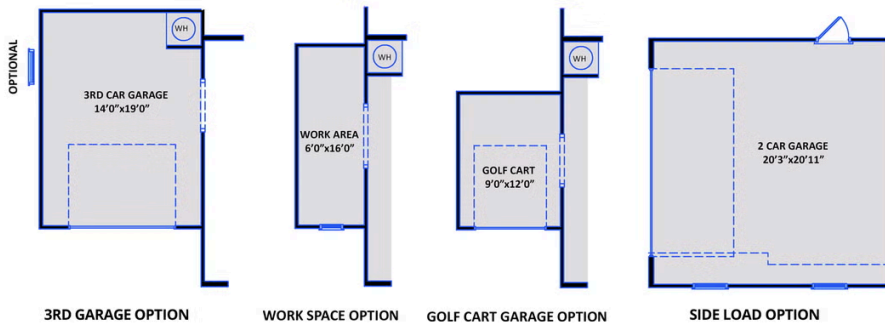 OPTIONAL
WH
3RD CAR GARAGE
14'0"x19'0"
3RD GARAGE OPTION
WH
WORK AREA
6'0"x16'0"
WORK SPACE OPTION
WH
GOLF CART
9'0"x12'0"
GOLF CART GARAGE OPTION
2 CAR GARAGE
20'3"x20'11"
SIDE LOAD OPTION